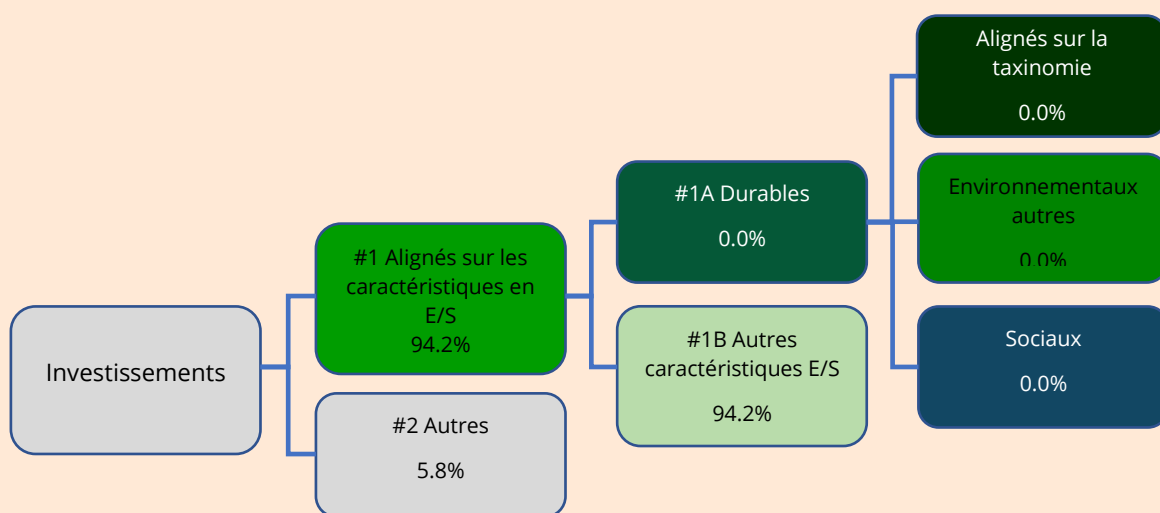 Investissements
#1 Alignés sur les
caractéristiques en
E/S
94.2%
#2 Autres
5.8%
#1A Durables
0.0%
#1B Autres
caractéristiques E/S
94.2%
Alignés sur la
taxinomie
0.0%
Environnementaux
autres
0.0%
Sociaux
0.0%